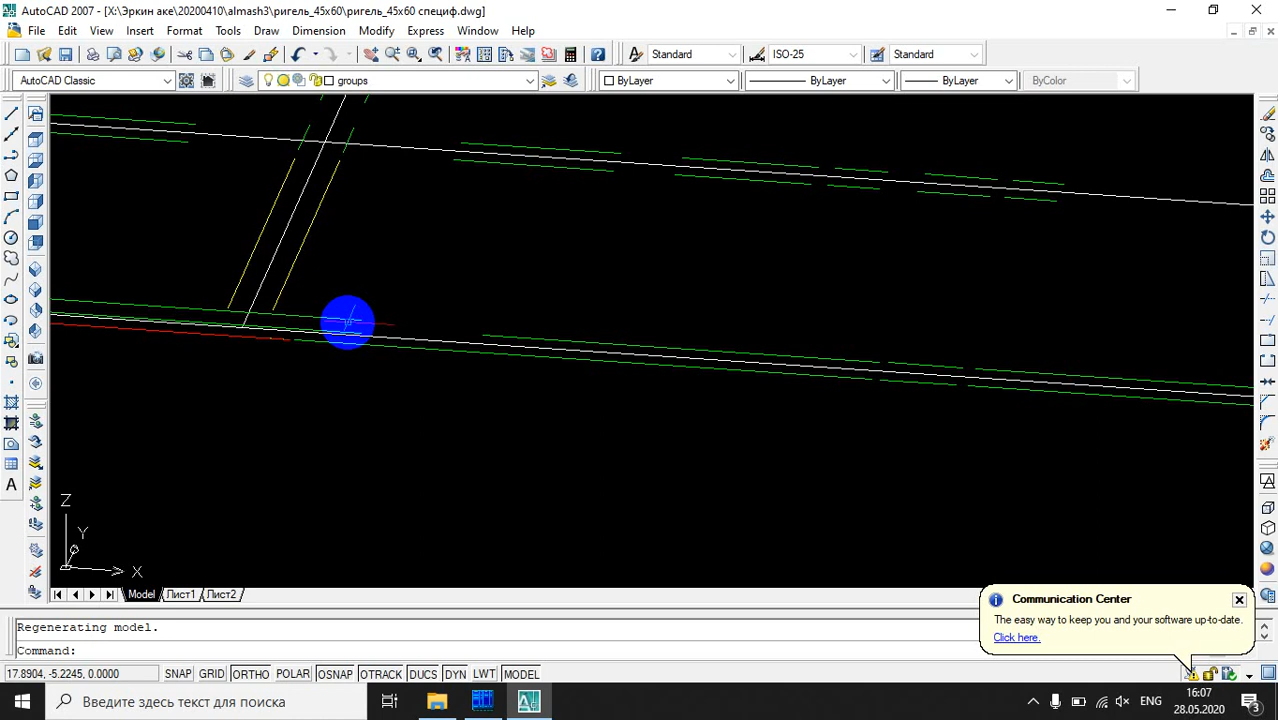 AutoCAD 2007 - [X:\Эркин аке\20200410\almash3\ригель_45x60\ригель_45x60 специф.dwg]
File Edit View Insert Format Tools Draw Dimension Modify Express Window Help
Standard ISO-25 Standard
AutoCAD Classic groups ByLayer ByLayer ByLayer ByColor
A
Z
Y
X
Model Лист1 Лист2
Communication Center
The easy way to keep you and your software up-to-date.
Click here.
Regenerating model.
Command:
17.8904, -5.2245, 0.0000 SNAP GRID ORTHO POLAR OSNAP OTRACK DUCS DYN LWT MODEL
Введите здесь текст для поиска
ENG
16:07
28.05.2020
3